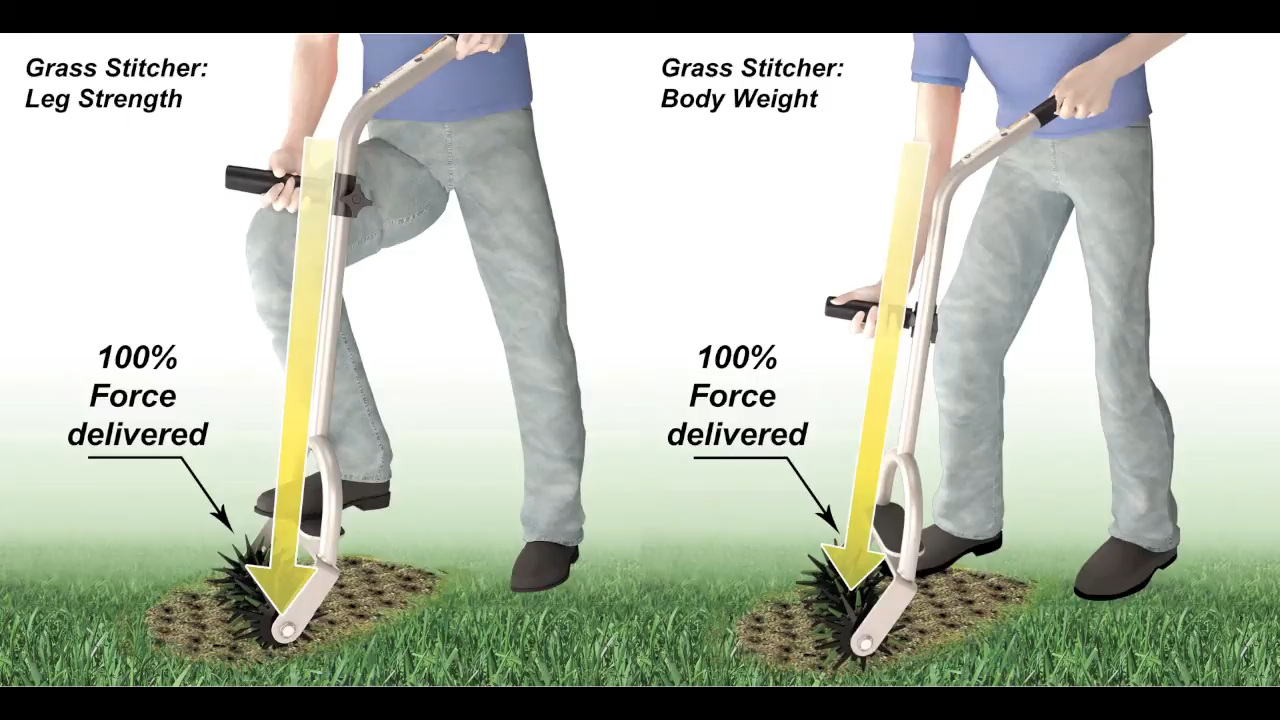 Grass Stitcher:
Leg Strength
100%
Force
delivered
Grass Stitcher:
Body Weight
100%
Force
delivered